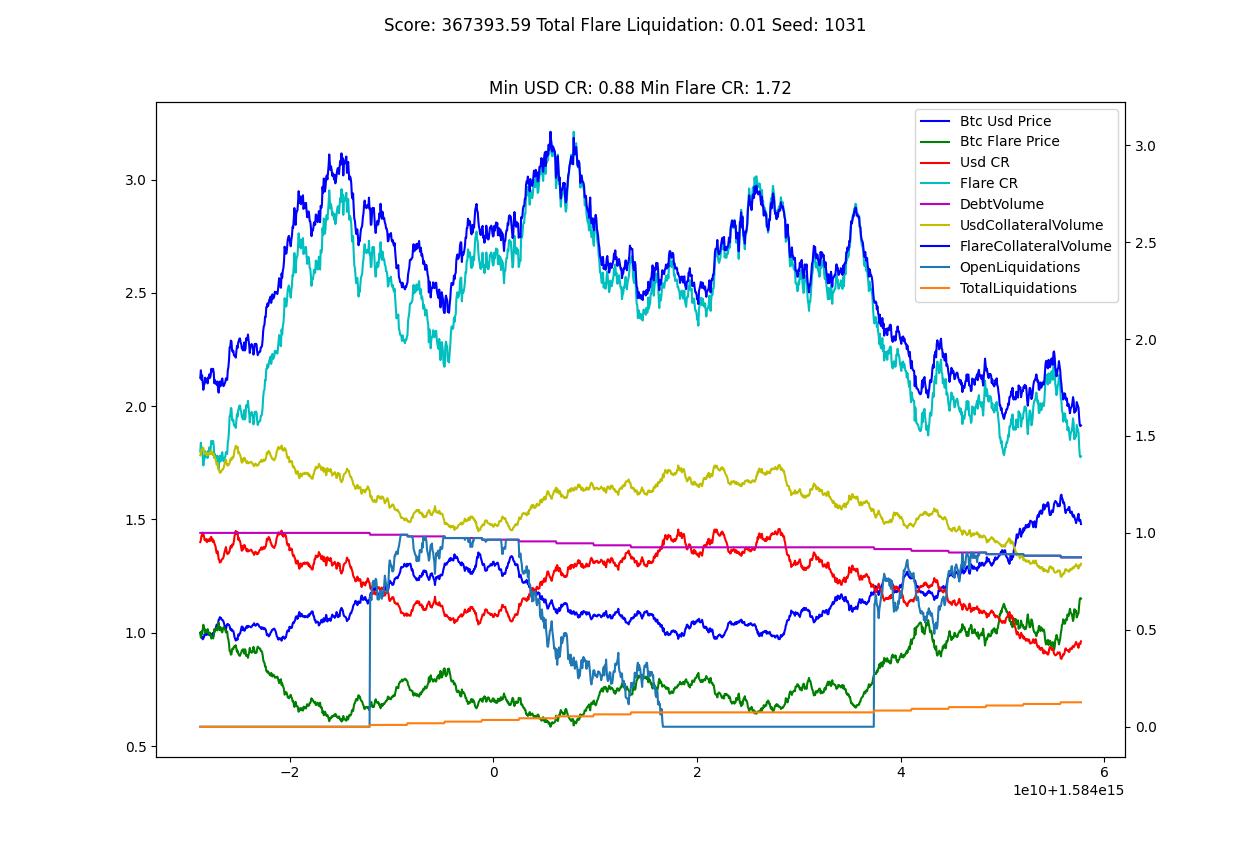 Score: 367393.59 Total Flare Liquidation: 0.01 Seed: 1031
Min USD CR: 0.88 Min Flare CR: 1.72
Btc Usd Price
Btc Flare Price
Usd CR
Flare CR
DebtVolume
UsdCollateralVolume
FlareCollateralVolume
OpenLiquidations
TotalLiquidations
3.0
2.5
2.0
1.5
1.0
0.5
3.0
2.5
2.0
1.5
1.0
0.5
0.0
−2 0 2 4 6
1e10+1.584e15